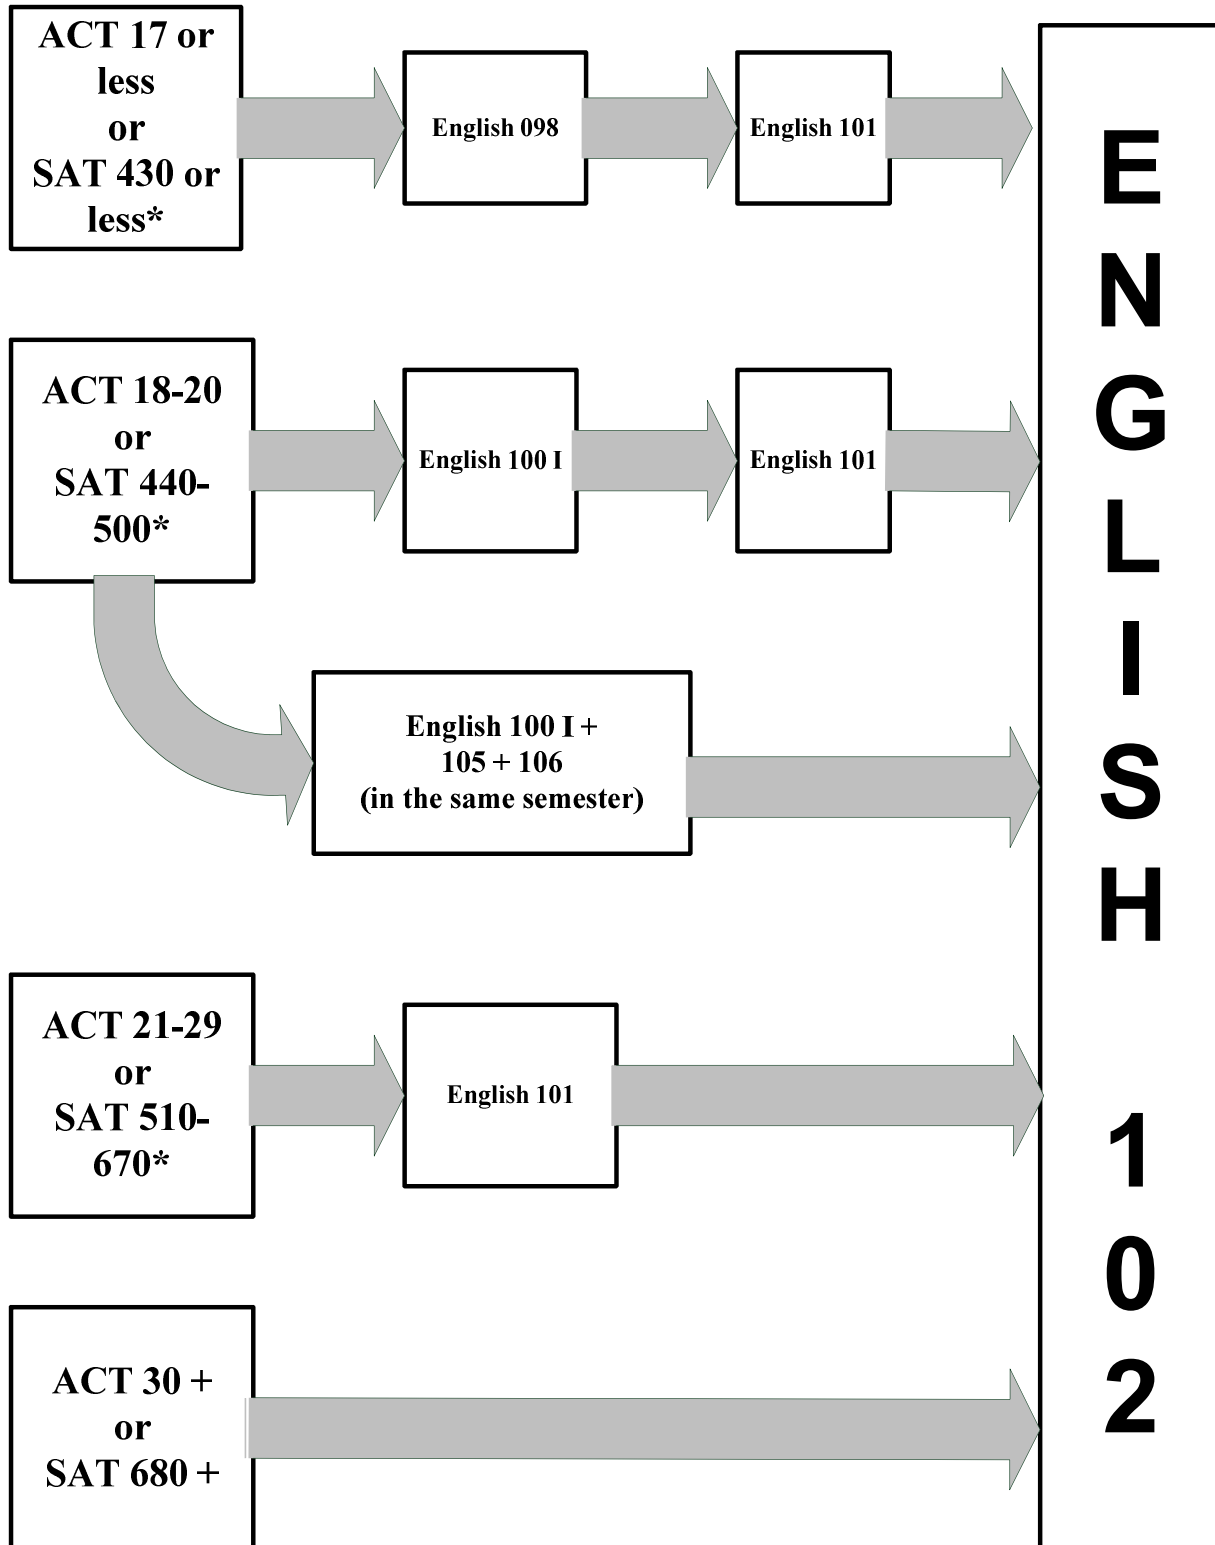 ACT 17 or
less
or
SAT 430 or
less*
English 098
English 101
ACT 18-20
or
SAT 440-
500*
English 100 I
English 101
English 100 I +
105 + 106
(in the same semester)
ACT 21-29
or
SAT 510-
670*
English 101
ACT 30 +
or
SAT 680 +
E
N
G
L
I
S
H
1
0
2